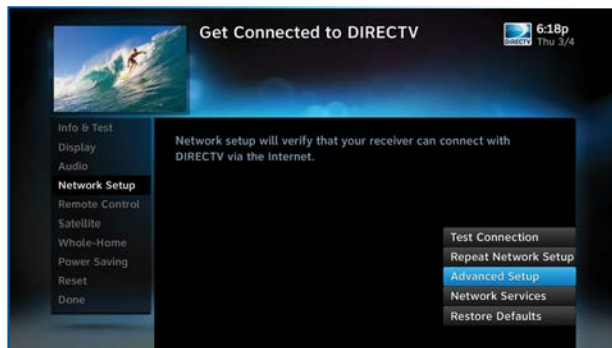 Get Connected to DIRECTV
DIRECTV
6:18p
Thu 3/4
Info & Test
Display
Audio
Network Setup
Remote Control
Satellite
Whole-Home
Power Saving
Reset
Done
Network setup will verify that your receiver can connect with
DIRECTV via the Internet.
Test Connection
Repeat Network Setup
Advanced Setup
Network Services
Restore Defaults